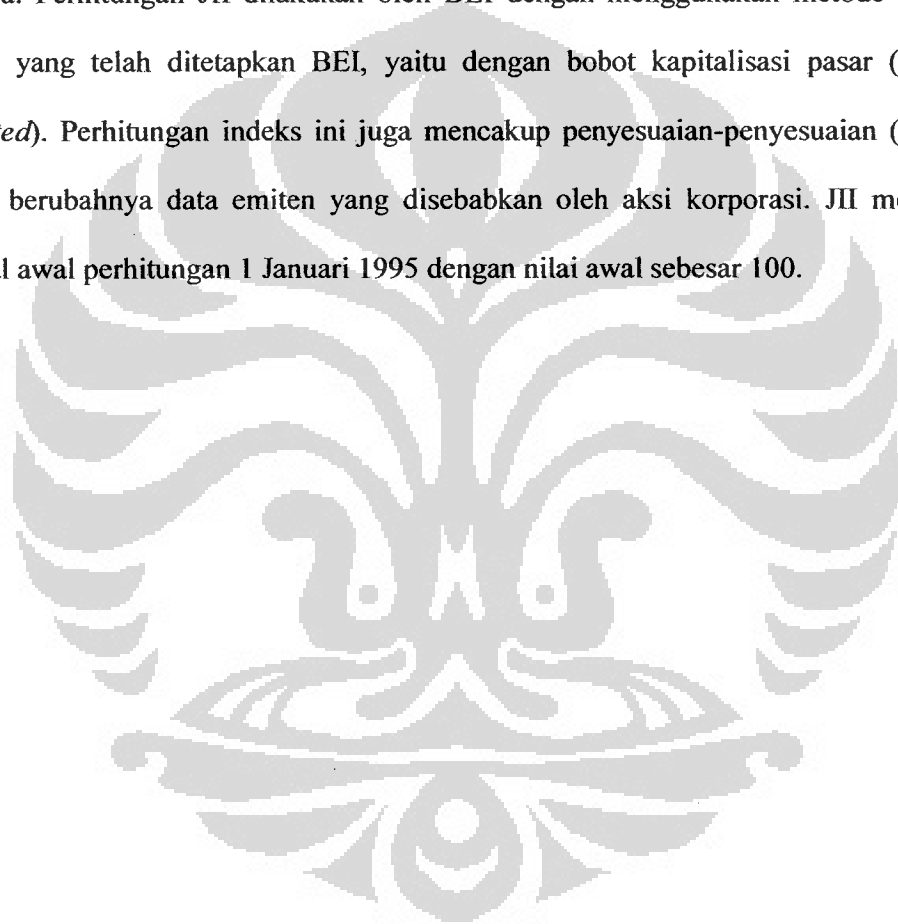 Perhitungan JII dilakukan oleh BEI dengan menggunakan metode
yang telah ditetapkan BEI, yaitu dengan bobot kapitalisasi pasar (
ted). Perhitungan indeks ini juga mencakup penyesuaian-penyesuaian (
berubahnya data emiten yang disebabkan oleh aksi korporasi. JII m
l awal perhitungan 1 Januari 1995 dengan nilai awal sebesar 100.